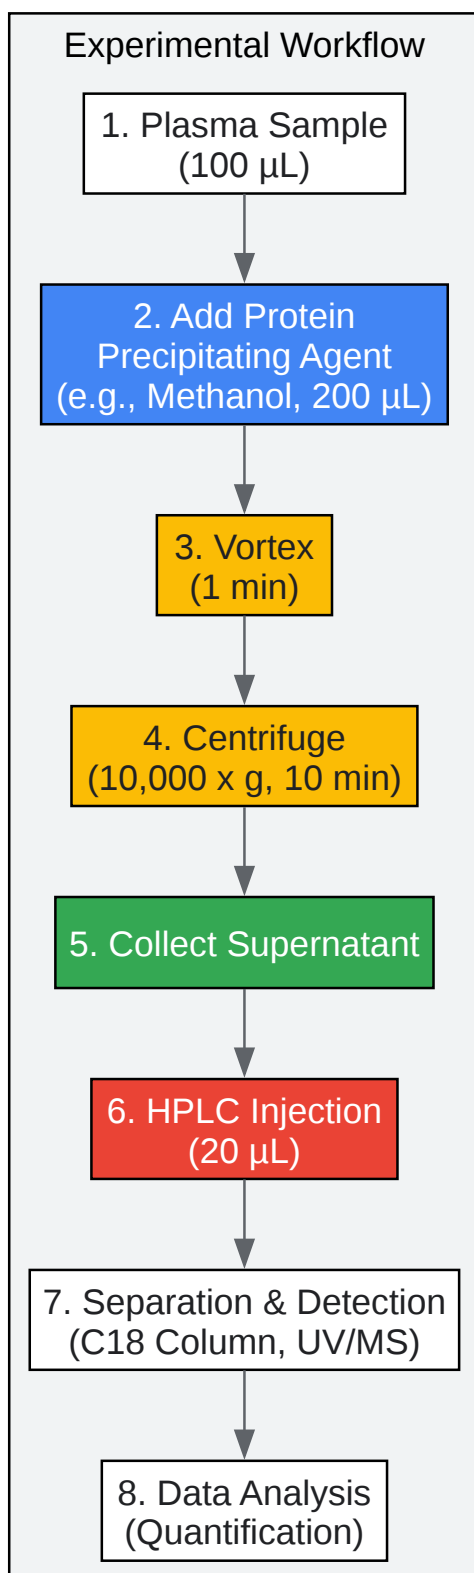 Experimental Workflow
1. Plasma Sample
(100 µL)
2. Add Protein
Precipitating Agent
(e.g., Methanol, 200 µL)
3. Vortex
(1 min)
4. Centrifuge
(10,000 x g, 10 min)
5. Collect Supernatant
6. HPLC Injection
(20 µL)
7. Separation & Detection
(C18 Column, UV/MS)
8. Data Analysis
(Quantification)